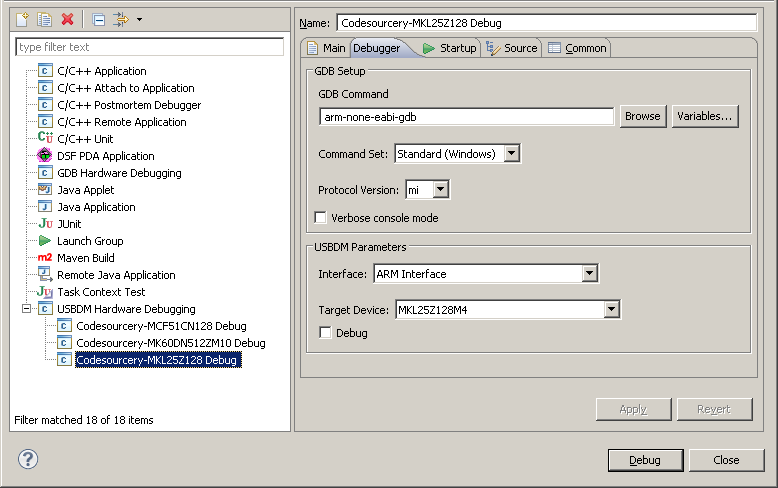 type filter text
C/C++ Application
C/C++ Attach to Application
C/C++ Postmortem Debugger
C/C++ Remote Application
C/C++ Unit
DSF PDA Application
GDB Hardware Debugging
Java Applet
Java Application
JUnit
Launch Group
m2 Maven Build
Remote Java Application
Task Context Test
USBDM Hardware Debugging
Codesourcery-MCF51CN128 Debug
Codesourcery-MK60DN512ZM10 Debug
Codesourcery-MKL25Z128 Debug
Filter matched 18 of 18 items
Name: Codesourcery-MKL25Z128 Debug
Main Debugger Startup Source Common
GDB Setup
GDB Command
arm-none-eabi-gdb Browse Variables...
Command Set: Standard (Windows)
Protocol Version: mi
Verbose console mode
USBDM Parameters
Interface: ARM Interface
Target Device: MKL25Z128M4
Debug
Apply Revert
? Debug Close